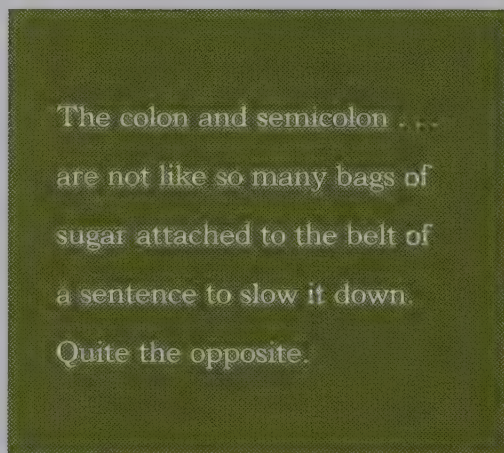 The colon and semicolon . . .
are not like so many bags of
sugar attached to the belt of
a sentence to slow it down.
Quite the opposite.